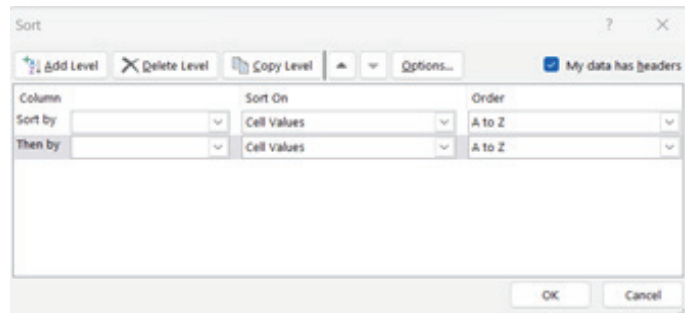 Sort ? ×
Add Level Delete Level Copy Level Options... My data has headers
Column Sort On Order
Sort by Cell Values A to Z
Then by Cell Values A to Z
OK Cancel